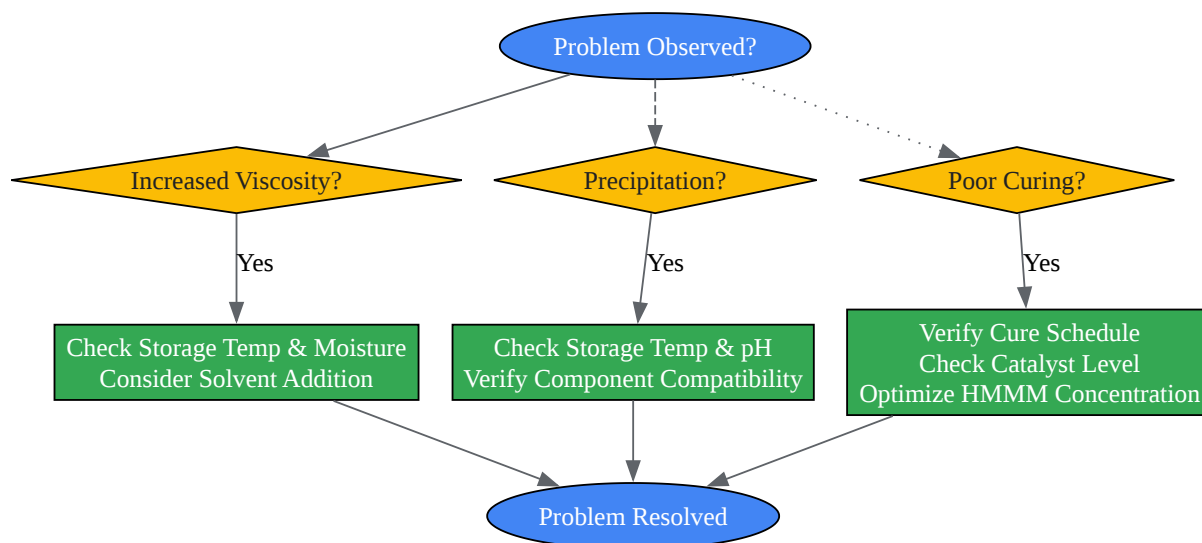 Problem Observed?
Increased Viscosity?
Precipitation?
Poor Curing?
Yes
Yes
Yes
Check Storage Temp & Moisture
Consider Solvent Addition
Check Storage Temp & pH
Verify Component Compatibility
Verify Cure Schedule
Check Catalyst Level
Optimize HMMM Concentration
Problem Resolved